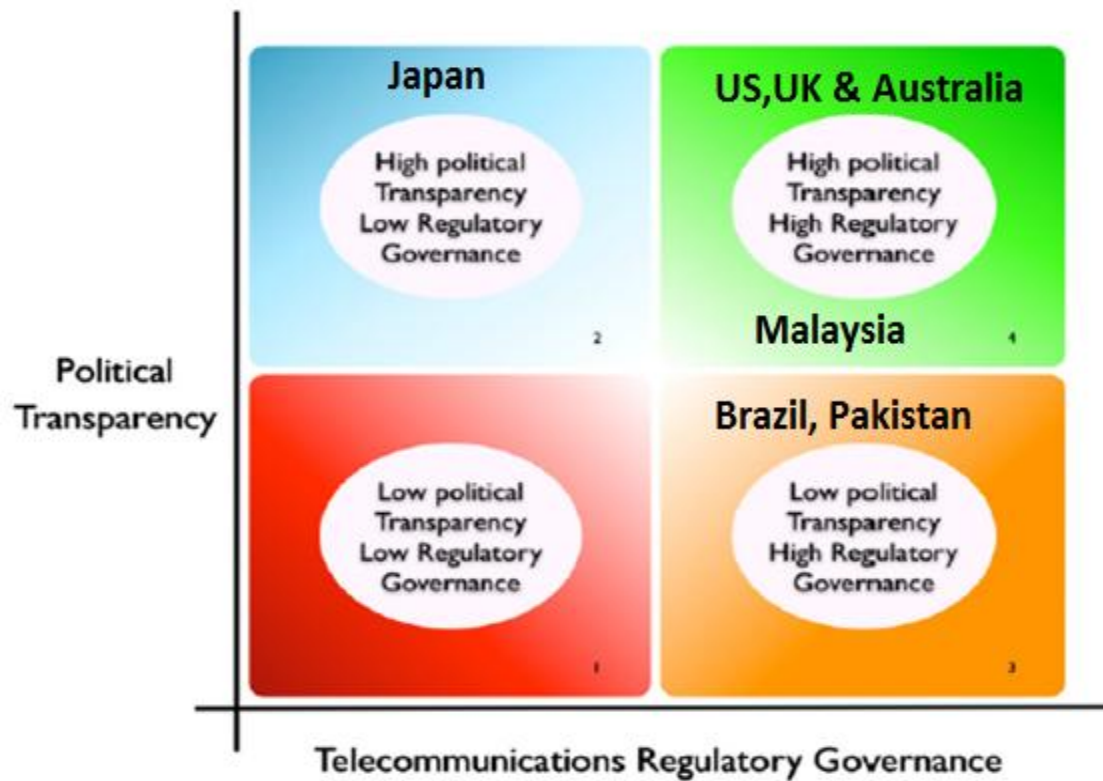 Japan
High political
Transparency
Low Regulatory
Governance
2
US,UK & Australia
High political
Transparency
High Regulatory
Governance
Malaysia
4
Political
Transparency
Low political
Transparency
Low Regulatory
Governance
1
Brazil, Pakistan
Low political
Transparency
High Regulatory
Governance
3
Telecommunications Regulatory Governance